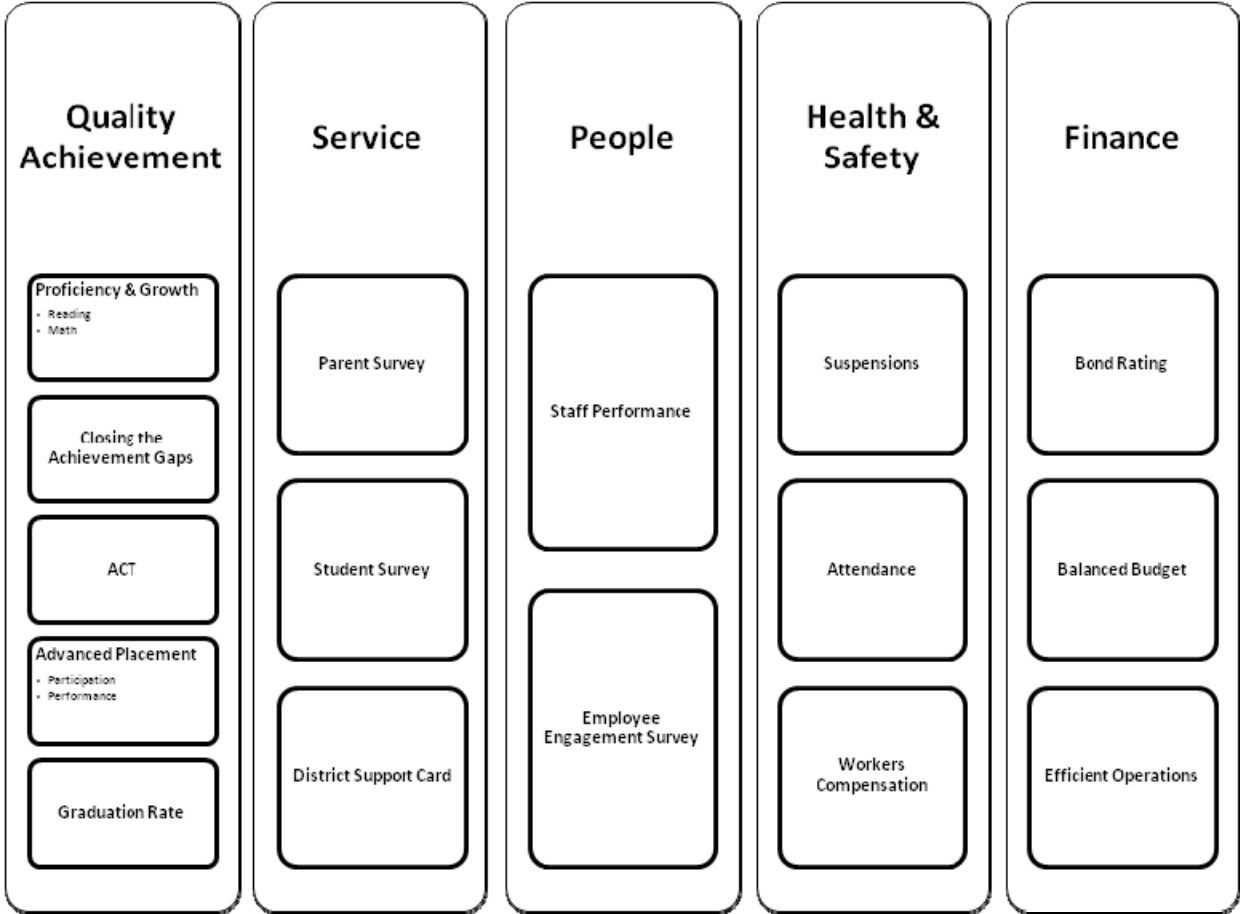 Quality
Achievement
Proficiency & Growth
• Reading
• Math
Closing the
Achievement Gaps
ACT
Advanced Placement
• Participation
• Performance
Graduation Rate
Service
Parent Survey
Student Survey
District Support Card
People
Staff Performance
Employee
Engagement Survey
Health &
Safety
Suspensions
Attendance
Workers
Compensation
Finance
Bond Rating
Balanced Budget
Efficient Operations